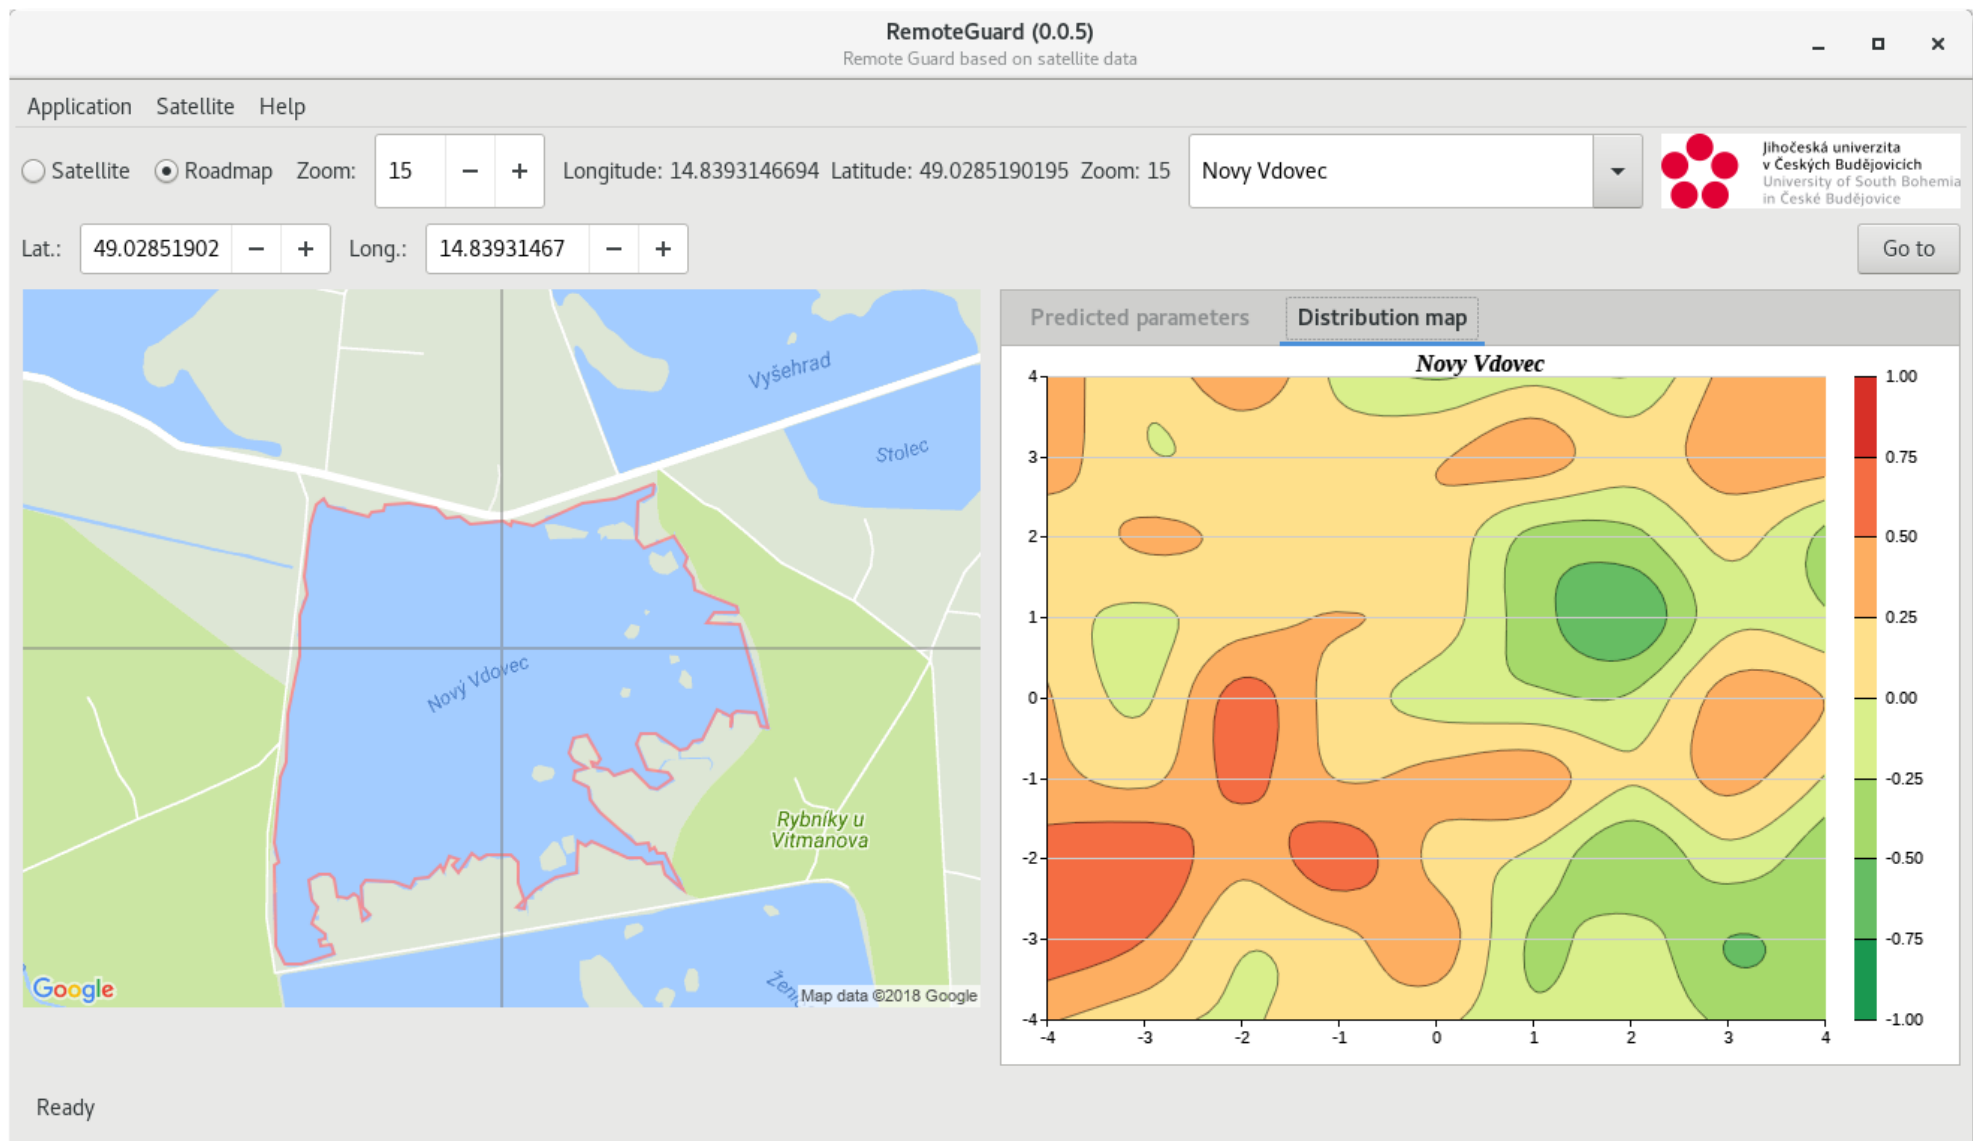 RemoteGuard (0.0.5)
Remote Guard based on satellite data
Application Satellite Help
Satellite Roadmap Zoom: 15 − + Longitude: 14.8393146694 Latitude: 49.0285190195 Zoom: 15 Novy Vdovec
Jihočeská univerzita
v Českých Budějovicích
University of South Bohemia
in České Budějovice
Lat.: 49.02851902 − + Long.: 14.83931467 − + Go to
Vyšehrad
Stolec
Nový Vdovec
Rybníky u
Vitmanova
Google
Map data ©2018 Google
Predicted parameters Distribution map
Novy Vdovec
4
3
2
1
0
-1
-2
-3
-4
-4 -3 -2 -1 0 1 2 3 4
1.00
0.75
0.50
0.25
0.00
-0.25
-0.50
-0.75
-1.00
Ready